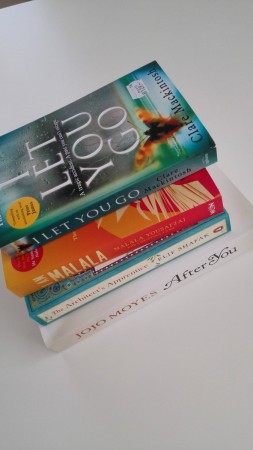 I LET
YOU
GO
Clare Mackintosh
I LET YOU GO
Clare
Mackintosh
MALALA
MALALA YOUSAFZAI
The Architect's Apprentice
ELIF SHAFAK
JOJO MOYES After You